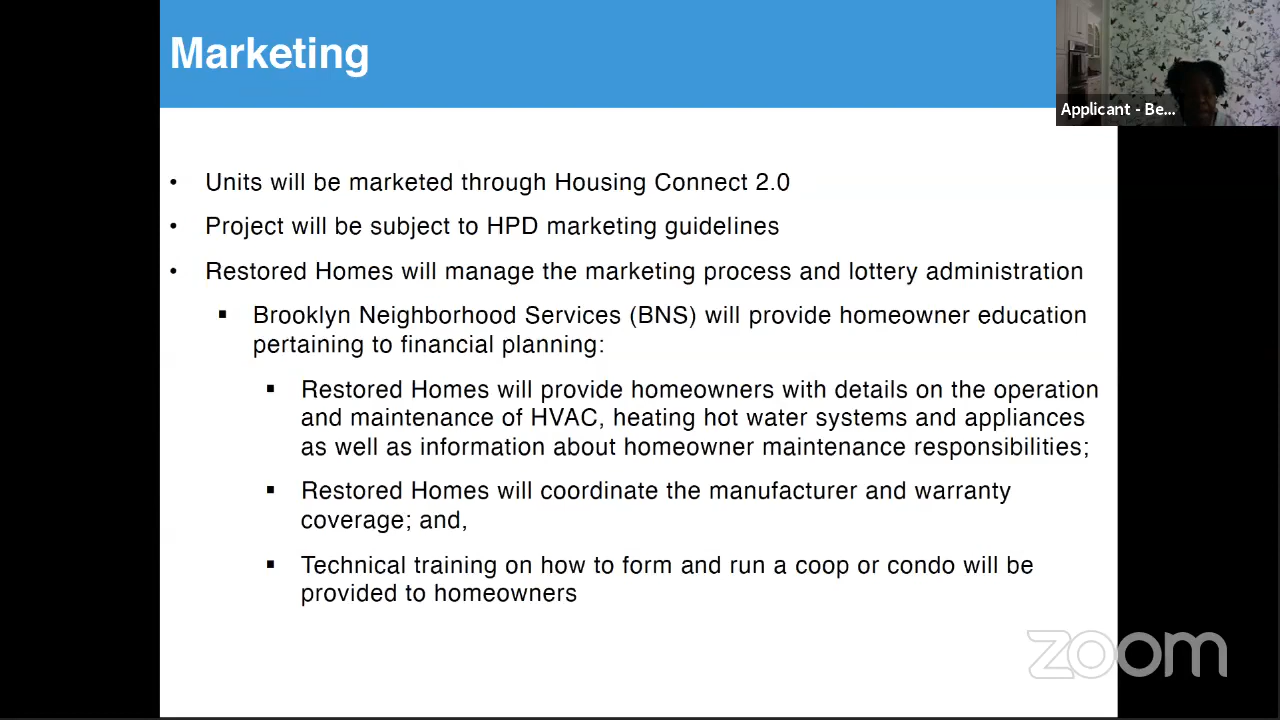 Marketing
Applicant - Be...
• Units will be marketed through Housing Connect 2.0
• Project will be subject to HPD marketing guidelines
• Restored Homes will manage the marketing process and lottery administration
▪ Brooklyn Neighborhood Services (BNS) will provide homeowner education
pertaining to financial planning:
▪ Restored Homes will provide homeowners with details on the operation
and maintenance of HVAC, heating hot water systems and appliances
as well as information about homeowner maintenance responsibilities;
▪ Restored Homes will coordinate the manufacturer and warranty
coverage; and,
▪ Technical training on how to form and run a coop or condo will be
provided to homeowners
zoom